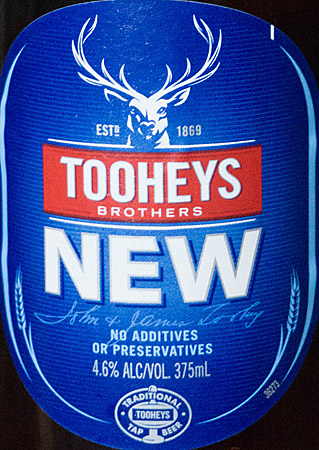 ESTD 1869
TOOHEYS
BROTHERS
NEW
John & James Toohey
NO ADDITIVES
OR PRESERVATIVES
4.6% ALC/VOL. 375mL
36273
TRADITIONAL
TOOHEYS
TAP BEER